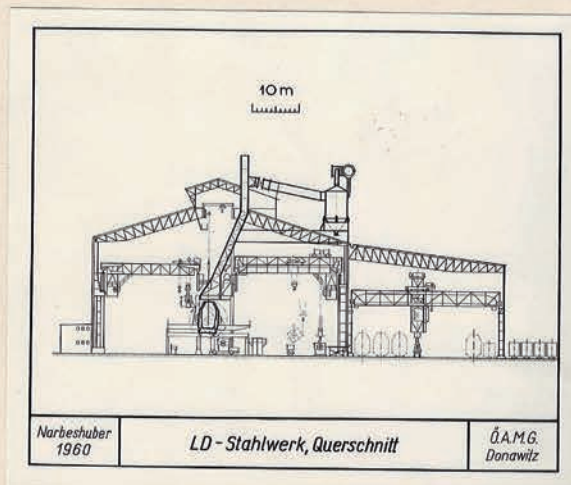 10 m
Narbeshuber
1960
LD - Stahlwerk, Querschnitt
Ö.A.M.G.
Donawitz